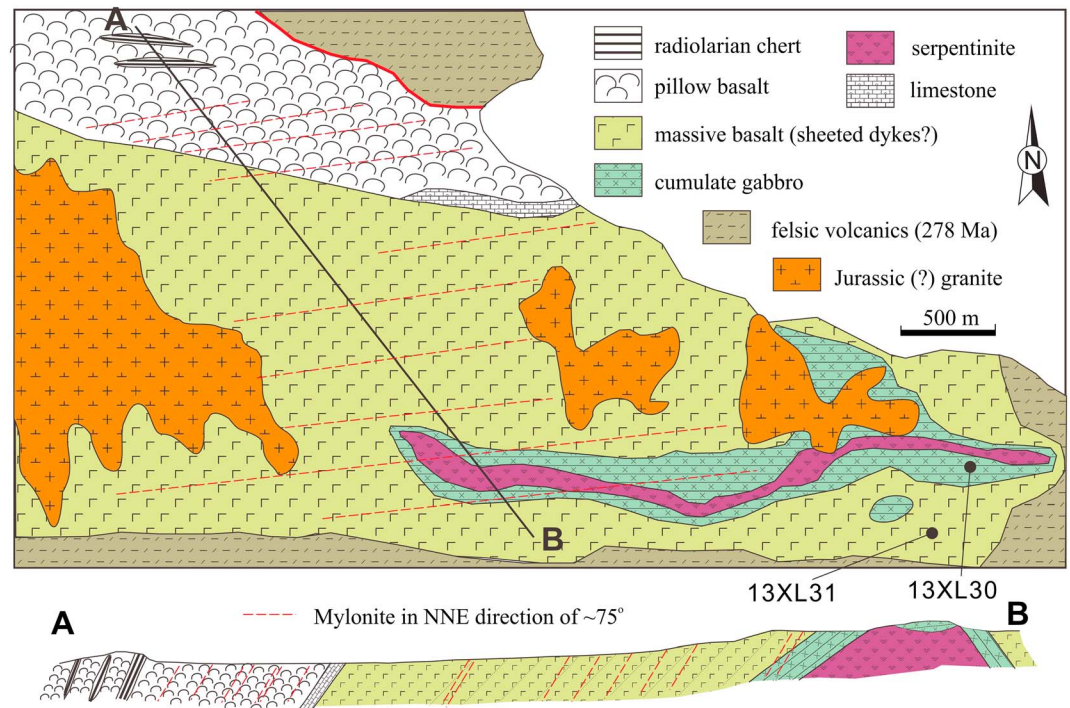 A
radiolarian chert
serpentinite
pillow basalt
limestone
massive basalt (sheeted dykes?)
N
cumulate gabbro
felsic volcanics (278 Ma)
Jurassic (?) granite
500 m
B
13XL31
13XL30
A
Mylonite in NNE direction of ~75°
B